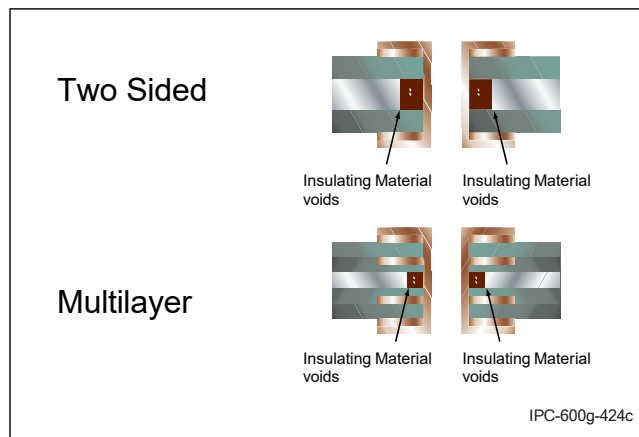 Two Sided
Insulating Material
voids
Insulating Material
voids
Multilayer
Insulating Material
voids
Insulating Material
voids
IPC-600g-424c